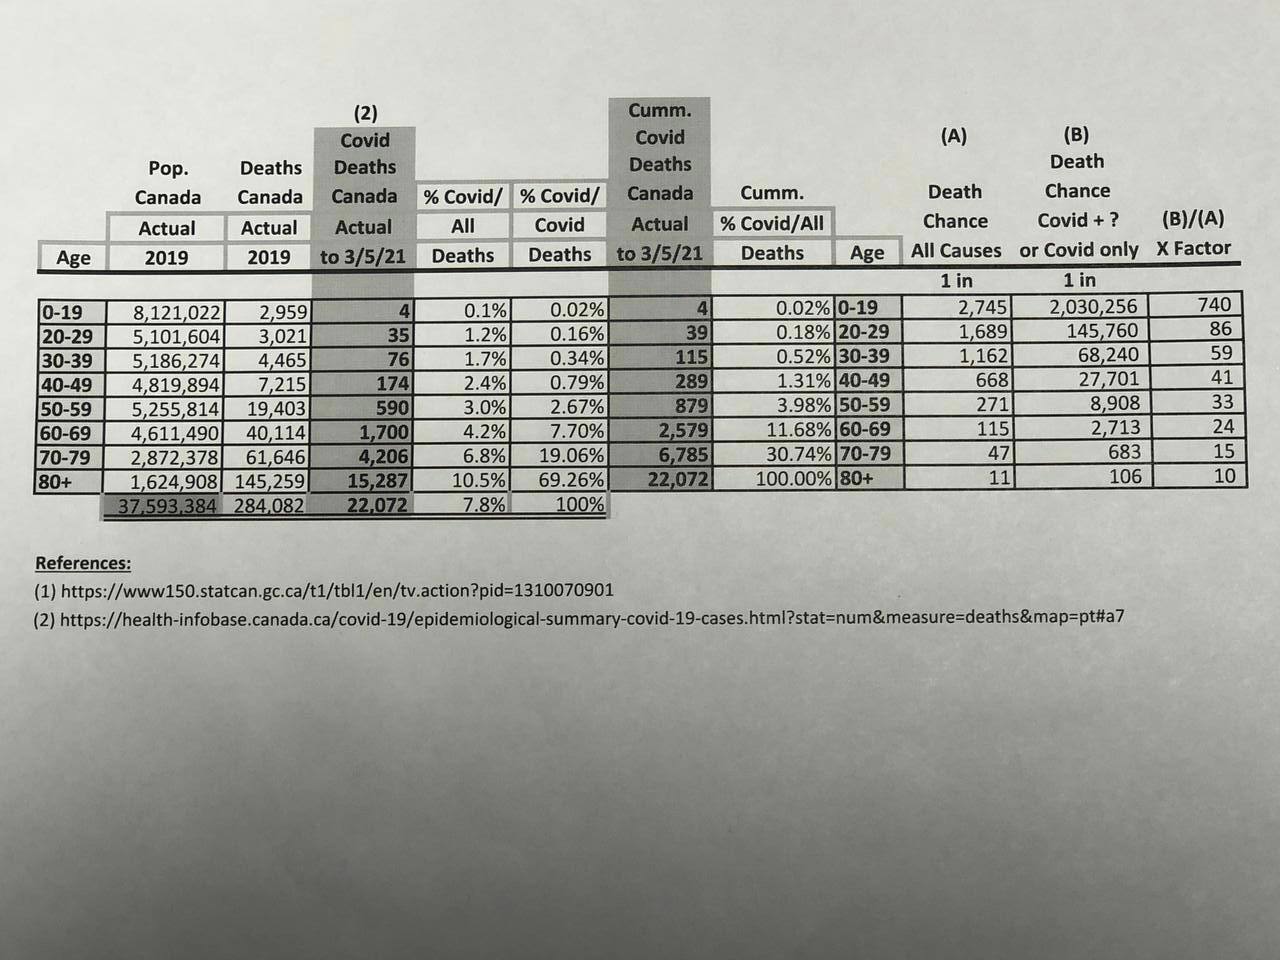 (2) Cumm.
Covid Covid (A) (B)
Pop. Deaths Deaths Deaths Death
Canada Canada Canada % Covid/ % Covid/ Canada Cumm. Death Chance
Actual Actual Actual All Covid Actual % Covid/All Chance Covid + ? (B)/(A)
Age 2019 2019 to 3/5/21 Deaths Deaths to 3/5/21 Deaths Age All Causes or Covid only X Factor
1 in 1 in
0-19 8,121,022 2,959 4 0.1% 0.02% 4 0.02% 0-19 2,745 2,030,256 740
20-29 5,101,604 3,021 35 1.2% 0.16% 39 0.18% 20-29 1,689 145,760 86
30-39 5,186,274 4,465 76 1.7% 0.34% 115 0.52% 30-39 1,162 68,240 59
40-49 4,819,894 7,215 174 2.4% 0.79% 289 1.31% 40-49 668 27,701 41
50-59 5,255,814 19,403 590 3.0% 2.67% 879 3.98% 50-59 271 8,908 33
60-69 4,611,490 40,114 1,700 4.2% 7.70% 2,579 11.68% 60-69 115 2,713 24
70-79 2,872,378 61,646 4,206 6.8% 19.06% 6,785 30.74% 70-79 47 683 15
80+ 1,624,908 145,259 15,287 10.5% 69.26% 22,072 100.00% 80+ 11 106 10
37,593,384 284,082 22,072 7.8% 100%
References:
(1) https://www150.statcan.gc.ca/t1/tbl1/en/tv.action?pid=1310070901
(2) https://health-infobase.canada.ca/covid-19/epidemiological-summary-covid-19-cases.html?stat=num&measure=deaths&map=pt#a7